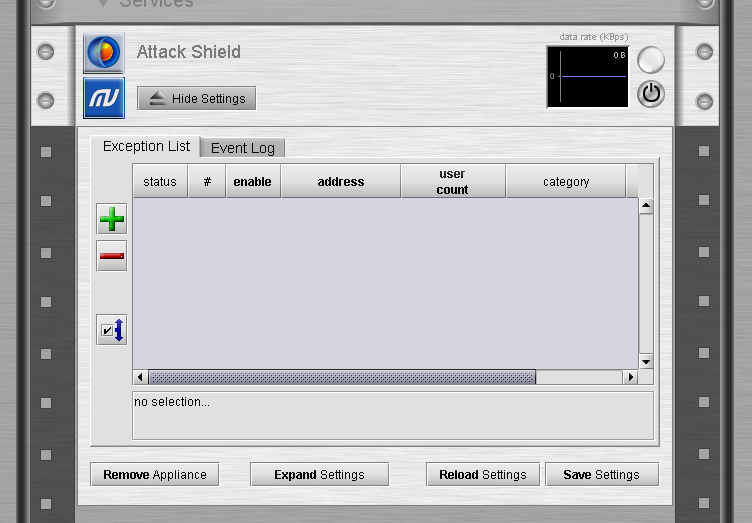 Services
data rate (KBps)
Attack Shield
0 B
0
Hide Settings
Exception List
Event Log
status # enable address user count category
no selection...
Remove Appliance
Expand Settings
Reload Settings
Save Settings